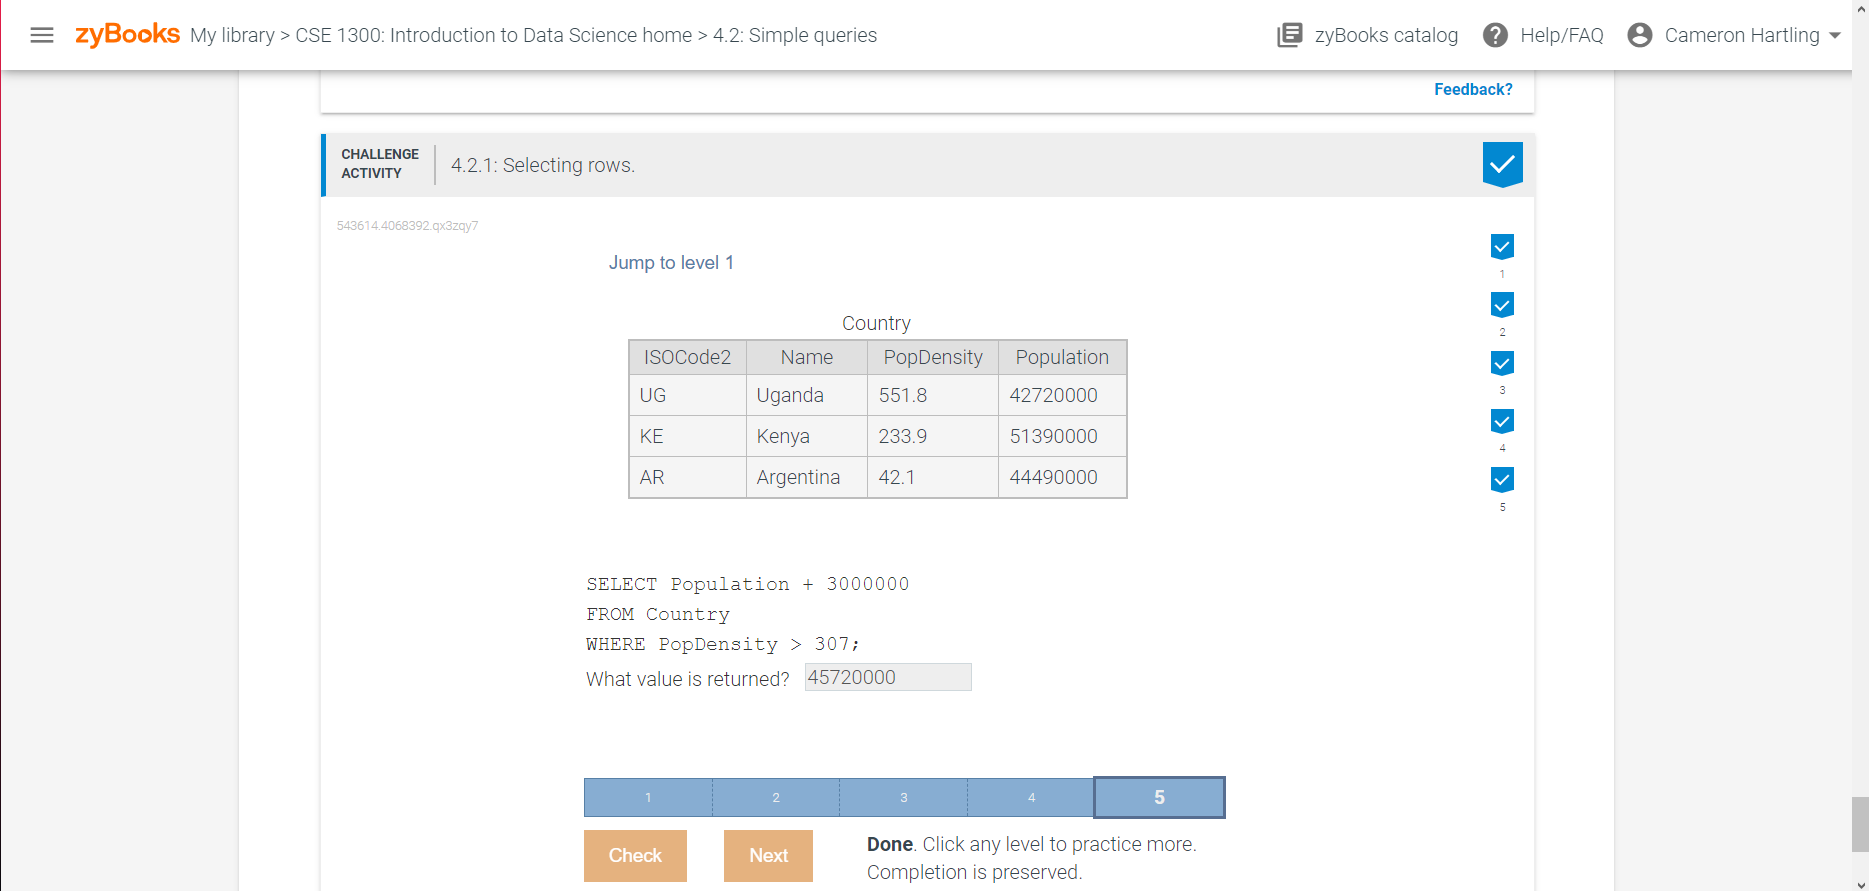 zyBooks My library > CSE 1300: Introduction to Data Science home > 4.2: Simple queries
zyBooks catalog
Help/FAQ
Cameron Hartling
Feedback?
CHALLENGE
ACTIVITY
4.2.1: Selecting rows.
543614.4068392.qx3zqy7
Jump to level 1
1
2
3
4
5
Country
ISOCode2 Name PopDensity Population
UG Uganda 551.8 42720000
KE Kenya 233.9 51390000
AR Argentina 42.1 44490000
SELECT Population + 3000000
FROM Country
WHERE PopDensity > 307;
What value is returned? 45720000
1 2 3 4 5
Check Next
Done. Click any level to practice more.
Completion is preserved.